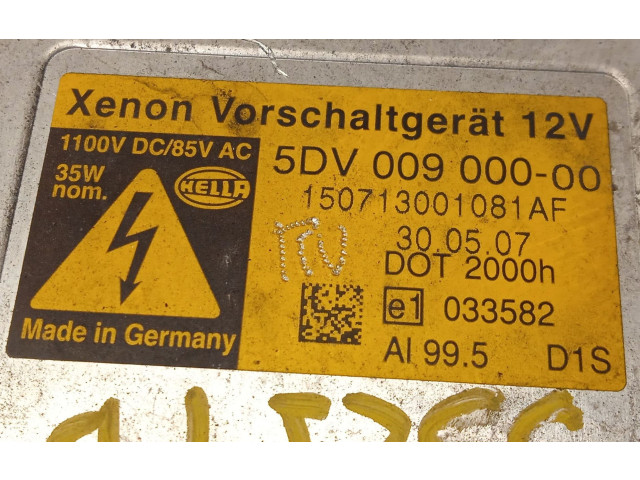 Xenon Vorschaltgerät 12V
1100V DC/85V AC
35W
nom.
HELLA
5DV 009 000-00
150713001081AF
30.05.07
DOT 2000h
e1 033582
Al 99.5 D1S
Made in Germany